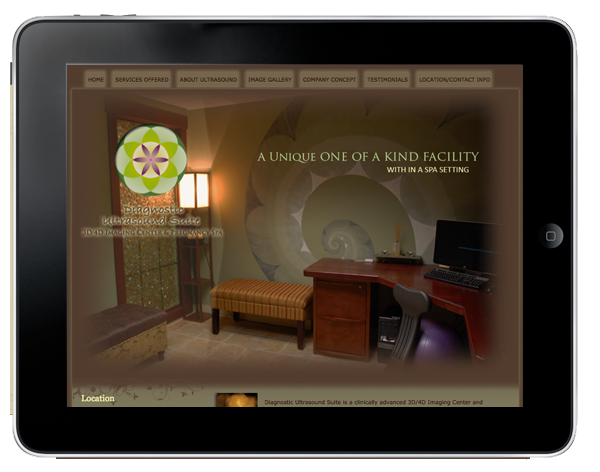 HOME SERVICES OFFERED ABOUT ULTRASOUND IMAGE GALLERY COMPANY CONCEPT TESTIMONIALS LOCATION/CONTACT INFO
A Unique ONE OF A KIND FACILITY
WITH IN A SPA SETTING
Diagnostic
Ultrasound Suite
3D/4D Imaging Center & Pregnancy Spa
Location
Diagnostic Ultrasound Suite is a clinically advanced 3D/4D Imaging Center and